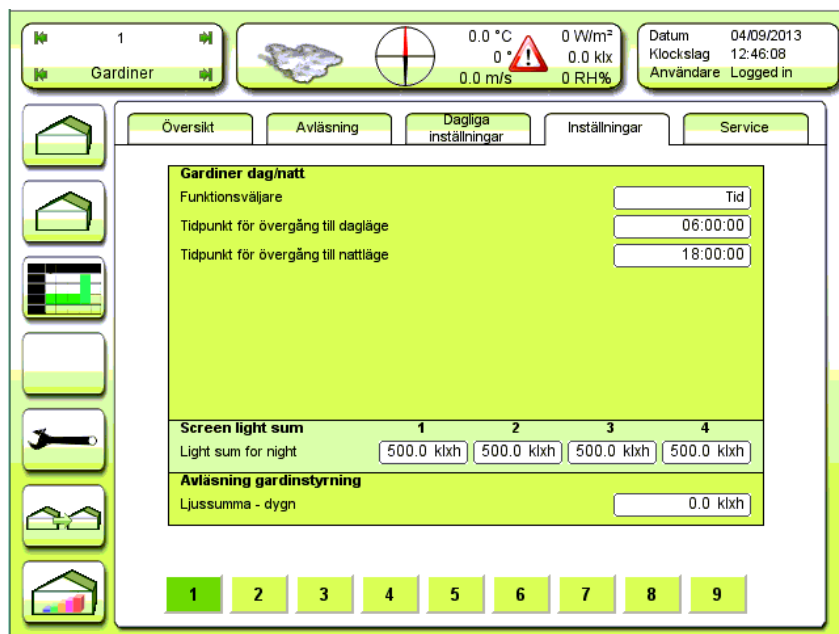 1
Gardiner
0.0 °C
0 °
0.0 m/s
0 W/m²
0.0 klx
0 RH%
Datum 04/09/2013
Klockslag 12:46:08
Användare Logged in
Översikt
Avläsning
Dagliga
inställningar
Inställningar
Service
Gardiner dag/natt
Funktionsväljare Tid
Tidpunkt för övergång till dagläge 06:00:00
Tidpunkt för övergång till nattläge 18:00:00
Screen light sum 1 2 3 4
Light sum for night 500.0 klxh 500.0 klxh 500.0 klxh 500.0 klxh
Avläsning gardinstyrning
Ljussumma - dygn 0.0 klxh
1 2 3 4 5 6 7 8 9